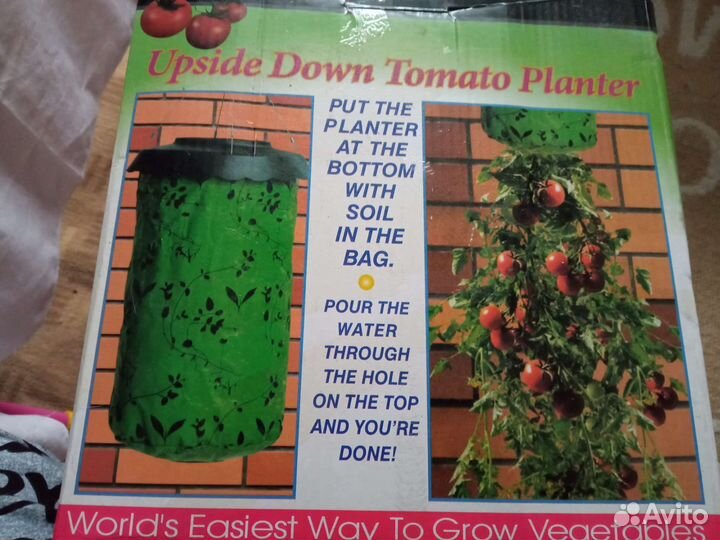 Upside Down Tomato Planter
PUT THE
PLANTER
AT THE
BOTTOM
WITH
SOIL
IN THE
BAG.
POUR THE
WATER
THROUGH
THE HOLE
ON THE TOP
AND YOU'RE
DONE!
World's Easiest Way To Grow Vegetables
Avito